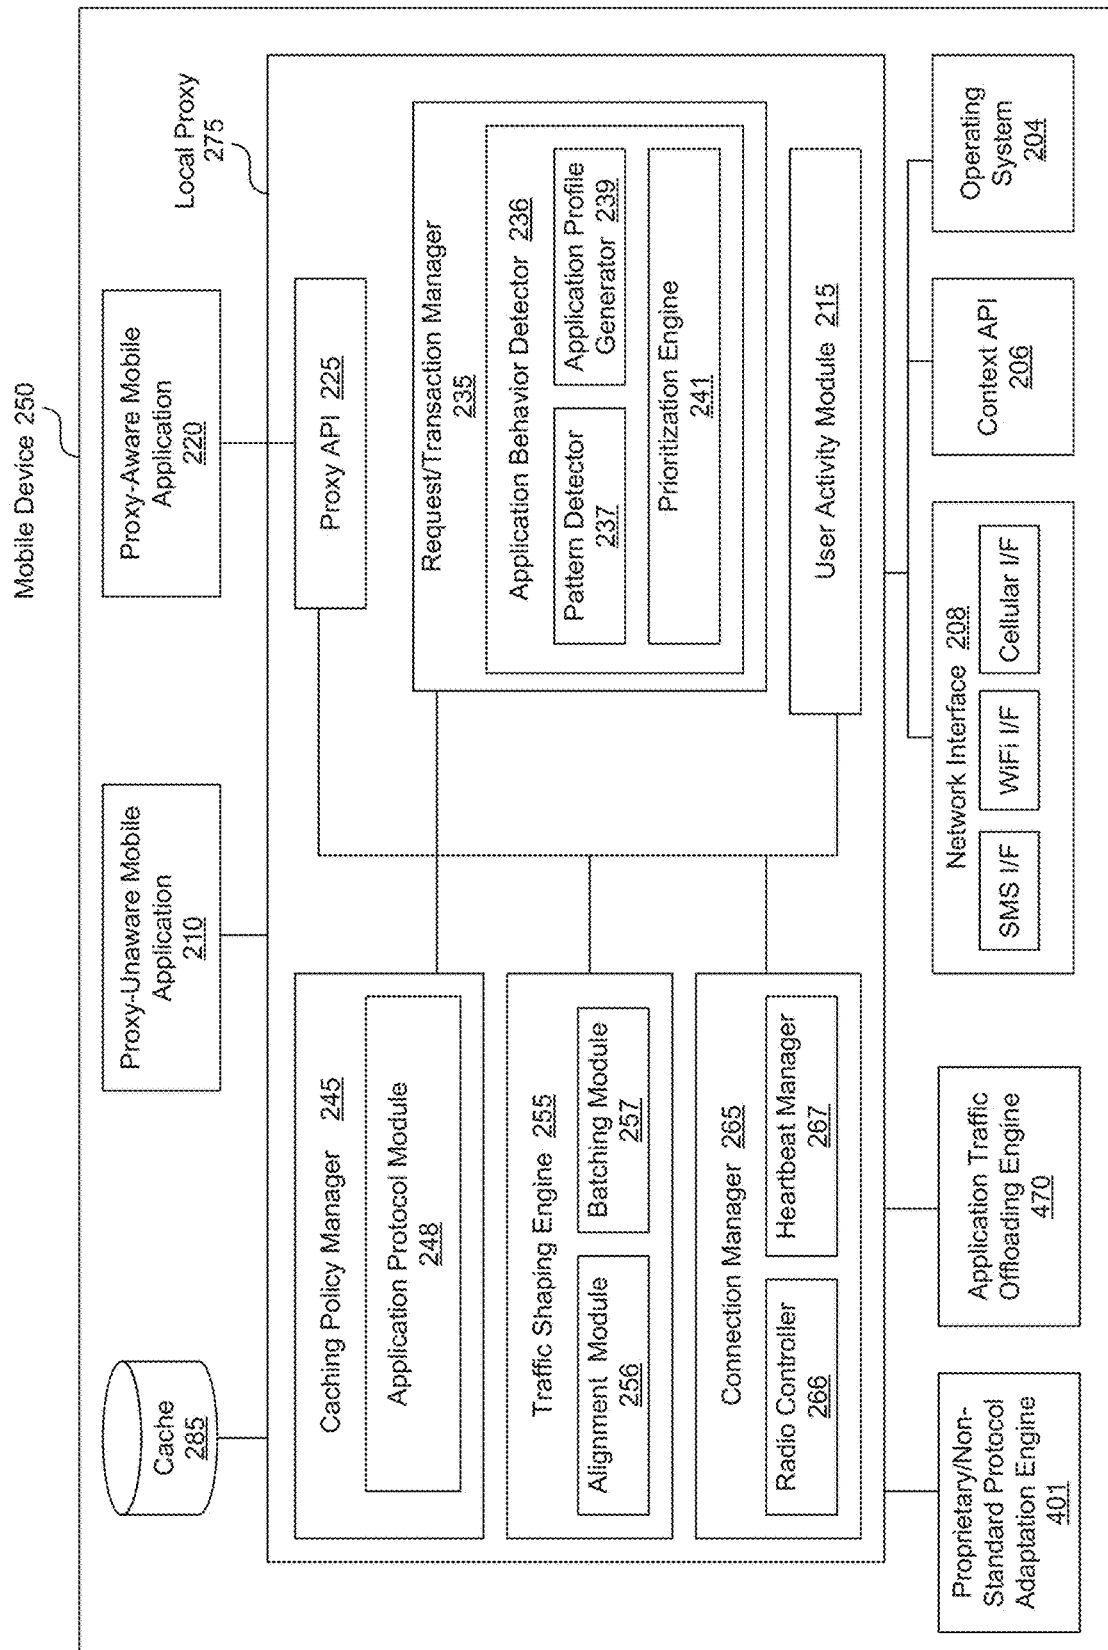 Mobile Device 250
Cache
285
Proxy-Unaware Mobile
Application
210
Proxy-Aware Mobile
Application
220
Local Proxy
275
Caching Policy Manager 245
Application Protocol Module
248
Traffic Shaping Engine 255
Alignment Module
256
Batching Module
257
Connection Manager 265
Radio Controller
266
Heartbeat Manager
267
Proxy API 225
Request/Transaction Manager
235
Application Behavior Detector 236
Pattern Detector
237
Application Profile
Generator 239
Prioritization Engine
241
User Activity Module 215
Proprietary/Non-
Standard Protocol
Adaptation Engine
401
Application Traffic
Offloading Engine
470
Network Interface 208
SMS I/F
WiFi I/F
Cellular I/F
Context API
206
Operating
System
204